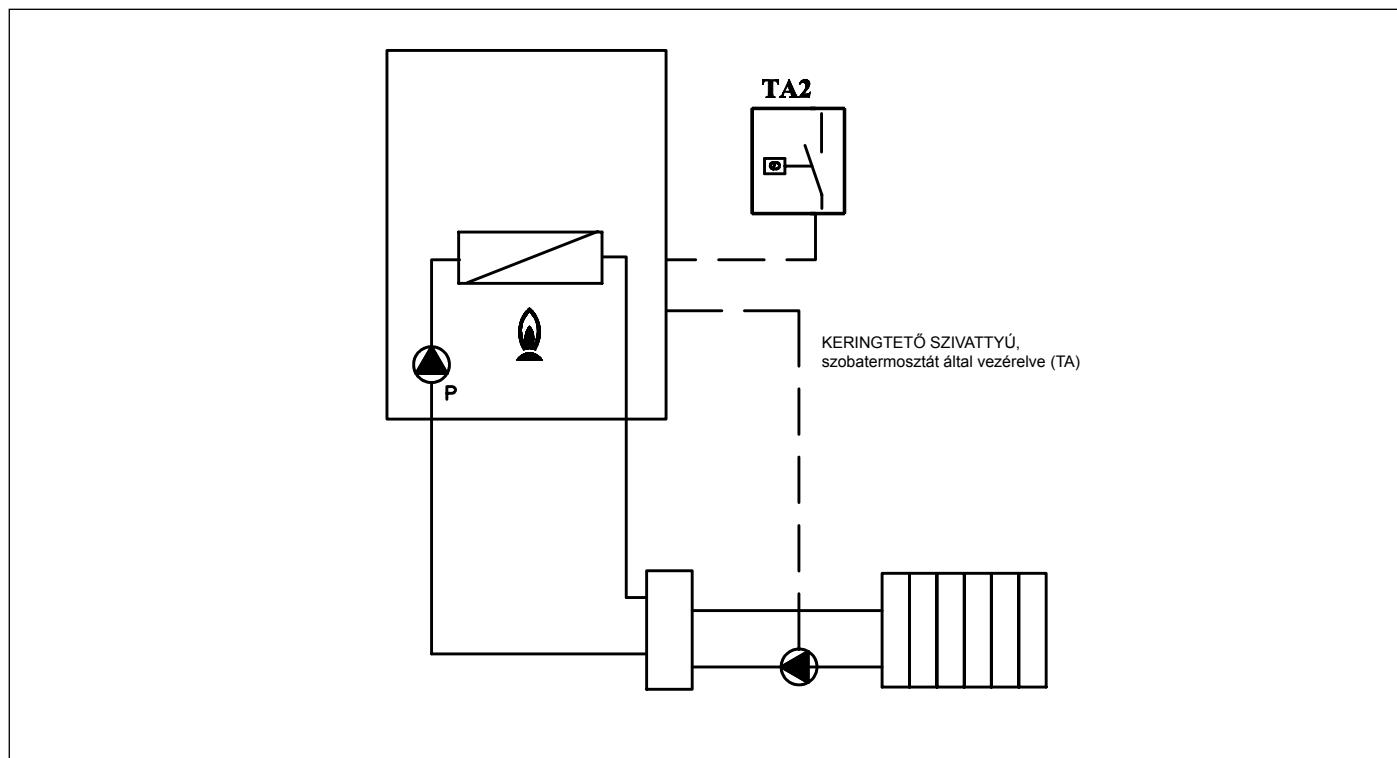 TA2
KERINGTETŐ SZIVATTYÚ,
szobatermosztát által vezérelve (TA)
P